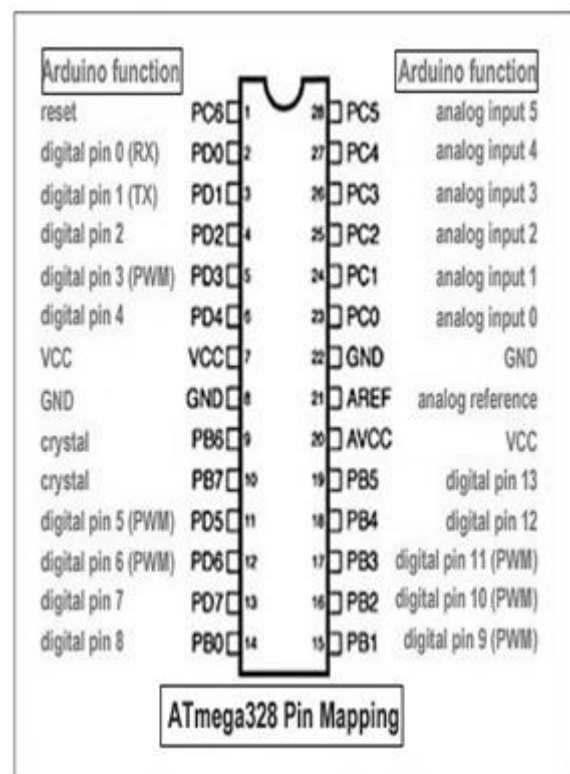 Arduino function Arduino function
reset PC6 1 28 PC5 analog input 5
digital pin 0 (RX) PD0 2 27 PC4 analog input 4
digital pin 1 (TX) PD1 3 26 PC3 analog input 3
digital pin 2 PD2 4 25 PC2 analog input 2
digital pin 3 (PWM) PD3 5 24 PC1 analog input 1
digital pin 4 PD4 6 23 PC0 analog input 0
VCC VCC 7 22 GND GND
GND GND 8 21 AREF analog reference
crystal PB6 9 20 AVCC VCC
crystal PB7 10 19 PB5 digital pin 13
digital pin 5 (PWM) PD5 11 18 PB4 digital pin 12
digital pin 6 (PWM) PD6 12 17 PB3 digital pin 11 (PWM)
digital pin 7 PD7 13 16 PB2 digital pin 10 (PWM)
digital pin 8 PB0 14 15 PB1 digital pin 9 (PWM)
ATmega328 Pin Mapping